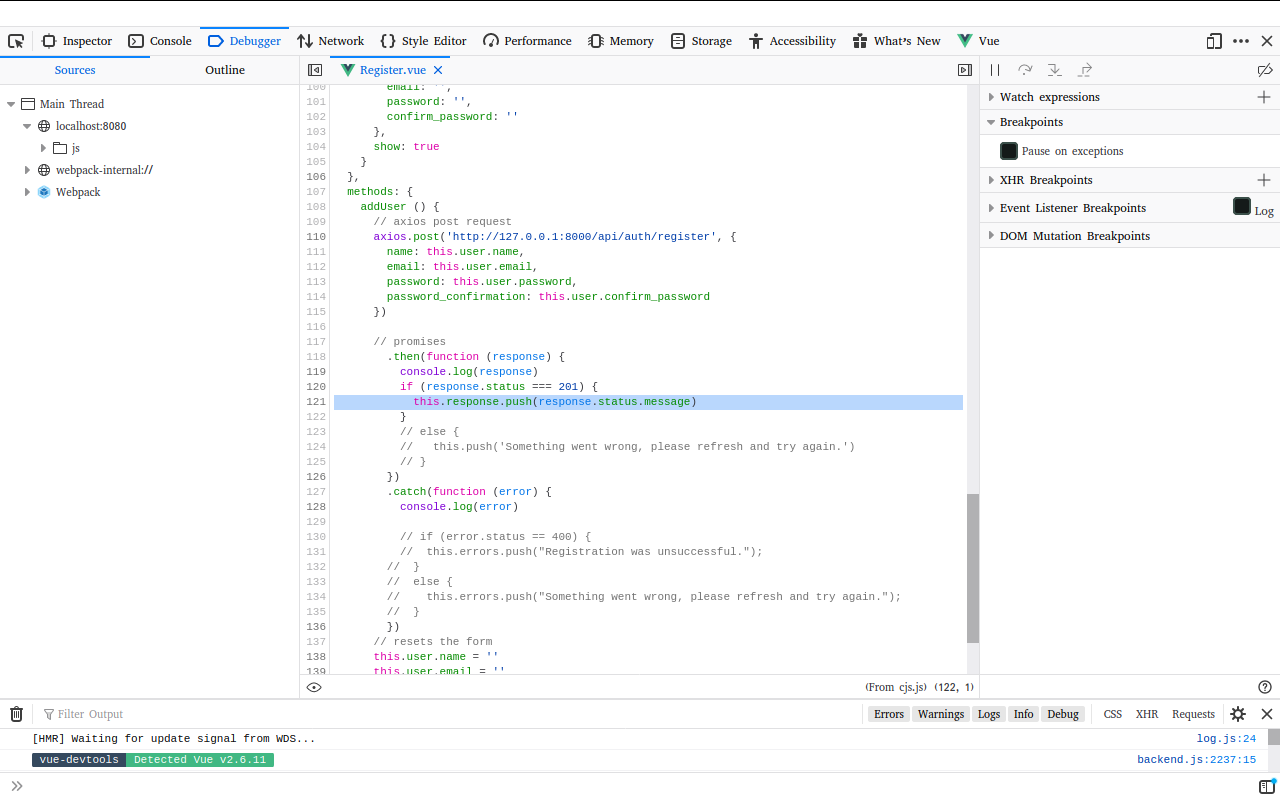 Inspector Console Debugger Network Style Editor Performance Memory Storage Accessibility What's New Vue
Sources Outline Register.vue
Main Thread
localhost:8080
js
webpack-internal://
Webpack
100 email: '',
101 password: '',
102 confirm_password: ''
103 },
104 show: true
105 }
106 },
107 methods: {
108 addUser () {
109 // axios post request
110 axios.post('http://127.0.0.1:8000/api/auth/register', {
111 name: this.user.name,
112 email: this.user.email,
113 password: this.user.password,
114 password_confirmation: this.user.confirm_password
115 })
116
117 // promises
118 .then(function (response) {
119 console.log(response)
120 if (response.status === 201) {
121 this.response.push(response.status.message)
122 }
123 // else {
124 //   this.push('Something went wrong, please refresh and try again.')
125 // }
126 })
127 .catch(function (error) {
128 console.log(error)
129
130 // if (error.status == 400) {
131 //  this.errors.push("Registration was unsuccessful.");
132 //  }
133 //  else {
134 //    this.errors.push("Something went wrong, please refresh and try again.");
135 //  }
136 })
137 // resets the form
138 this.user.name = ''
139 this.user.email = ''
(From cjs.js) (122, 1)
Watch expressions
Breakpoints
Pause on exceptions
XHR Breakpoints
Event Listener Breakpoints Log
DOM Mutation Breakpoints
Filter Output Errors Warnings Logs Info Debug CSS XHR Requests
[HMR] Waiting for update signal from WDS... log.js:24
vue-devtools Detected Vue v2.6.11 backend.js:2237:15